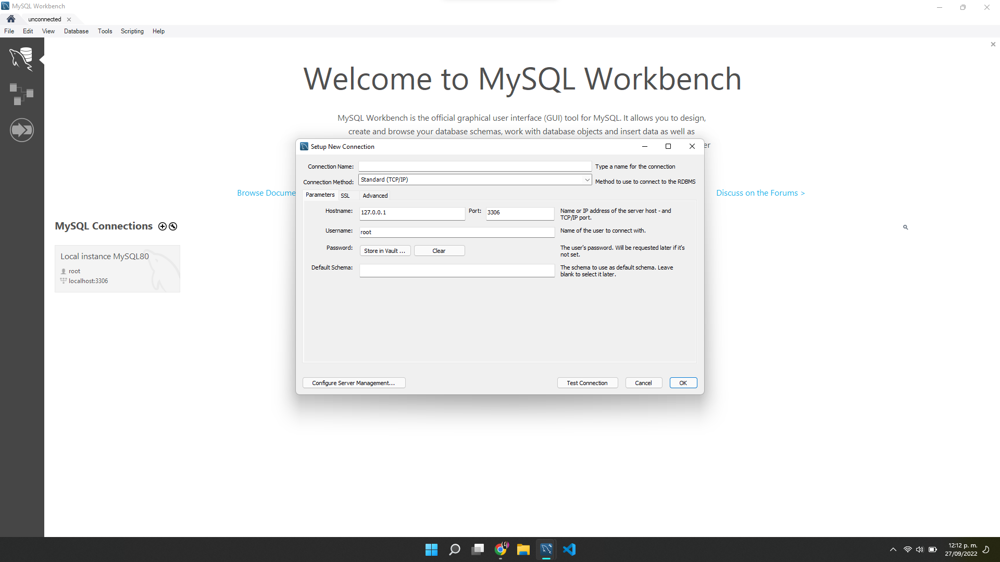 MySQL Workbench
unconnected
File Edit View Database Tools Scripting Help
Welcome to MySQL Workbench
MySQL Workbench is the official graphical user interface (GUI) tool for MySQL. It allows you to design,
create and browse your database schemas, work with database objects and insert data as well as
er
Browse Docume
Discuss on the Forums >
MySQL Connections
Local instance MySQL80
root
localhost:3306
Setup New Connection
Connection Name: Type a name for the connection
Connection Method: Standard (TCP/IP) Method to use to connect to the RDBMS
Parameters SSL Advanced
Hostname: 127.0.0.1 Port: 3306 Name or IP address of the server host - and
TCP/IP port.
Username: root Name of the user to connect with.
Password: Store in Vault ... Clear The user's password. Will be requested later if it's
not set.
Default Schema: The schema to use as default schema. Leave
blank to select it later.
Configure Server Management... Test Connection Cancel OK
12:12 p. m.
27/09/2022